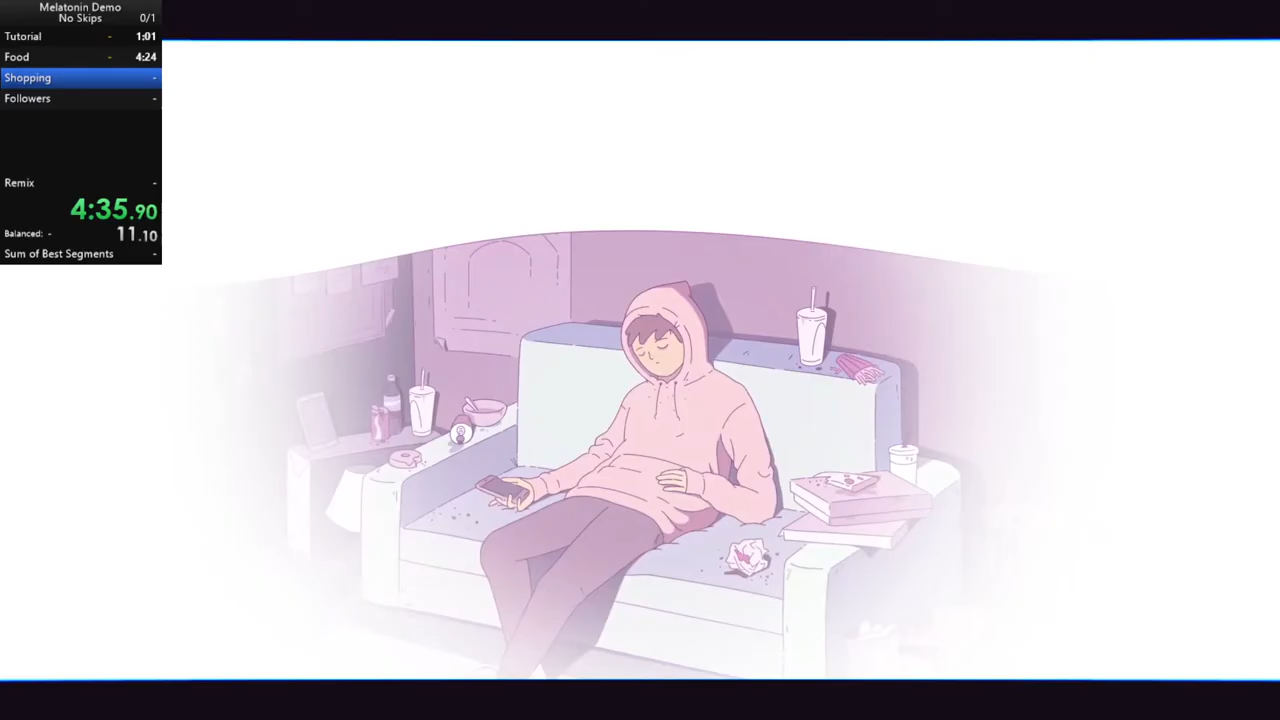 Melatonin Demo
No Skips 0/1
Tutorial - 1:01
Food - 4:24
Shopping -
Followers -
Remix -
4:35.90
Balanced: - 11.10
Sum of Best Segments -